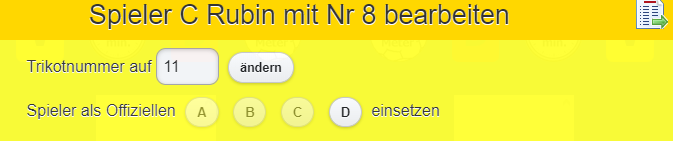 Spieler C Rubin mit Nr 8 bearbeiten
Trikotnummer auf 11 ändern
Spieler als Offiziellen A B C D einsetzen